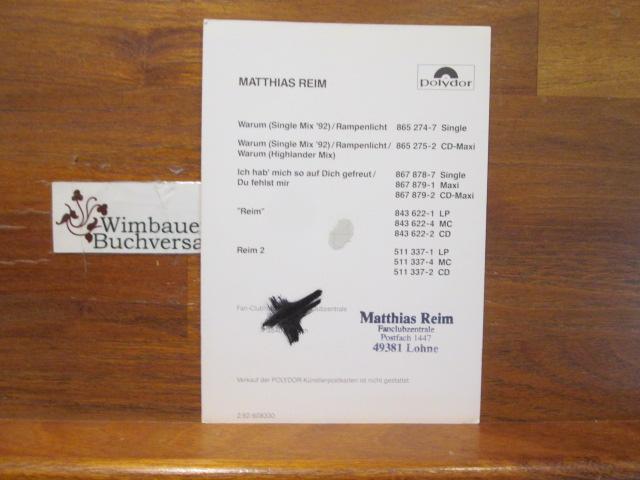 MATTHIAS REIM
polydor
Warum (Single Mix '92)/Rampenlicht 865 274-7 Single
Warum (Single Mix '92)/Rampenlicht/ 865 275-2 CD-Maxi
Warum (Highlander Mix)
Ich hab' mich so auf Dich gefreut/ 867 878-7 Single
Du fehlst mir 867 879-1 Maxi
867 879-2 CD-Maxi
"Reim" 843 622-1 LP
843 622-4 MC
843 622-2 CD
Reim 2 511 337-1 LP
511 337-4 MC
511 337-2 CD
Wimbaue
Buchversa
Matthias Reim
Fanclubzentrale
Postfach 1447
49381 Lohne
Verkauf der POLYDOR-Künstlerpostkarten ist nicht gestattet
2.92-608330